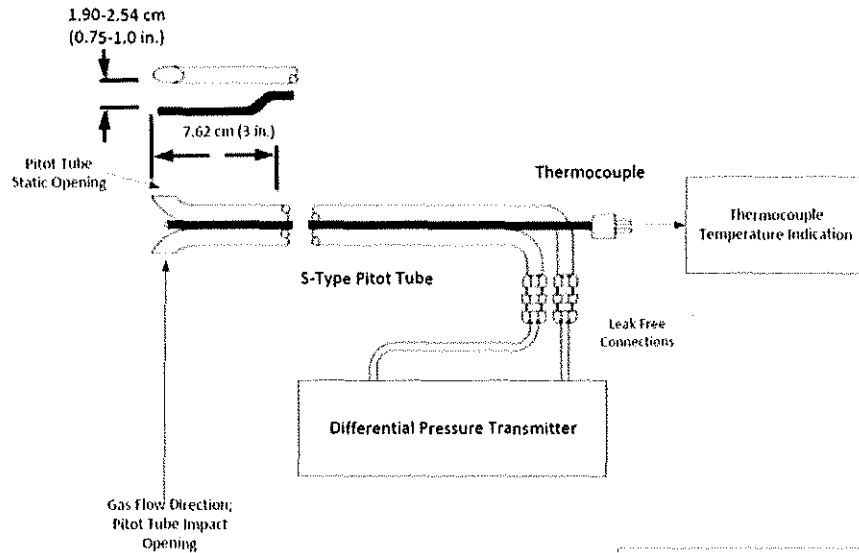 1.90-2.54 cm
(0.75-1.0 in.)
7.62 cm (3 in.)
Pitot Tube
Static Opening
Thermocouple
Thermocouple
Temperature Indication
S-Type Pitot Tube
Leak Free
Connections
Differential Pressure Transmitter
Gas Flow Direction;
Pitot Tube Impact
Opening